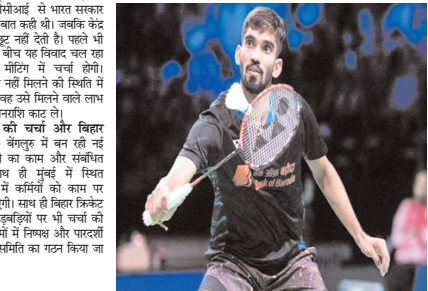 सीआई से भारत सरकार
बात कही थी। जबकि केंद्र
छूट नहीं देती है। पहले भी
बीच यह विवाद चल रहा
मीटिंग में चर्चा होगी।
नहीं मिलने की स्थिति में
वह उसे मिलने वाले लाभ
नराशि काट ले।
की चर्चा और बिहार
बेंगलुरु में बन रही नई
का काम और संबंधित
थ ही मुंबई में स्थित
में कर्मियों को काम पर
गी। साथ ही बिहार क्रिकेट
ड़बड़ियों पर भी चर्चा की
में निष्पक्ष और पारदर्शी
समिति का गठन किया जा
Bank of Baroda